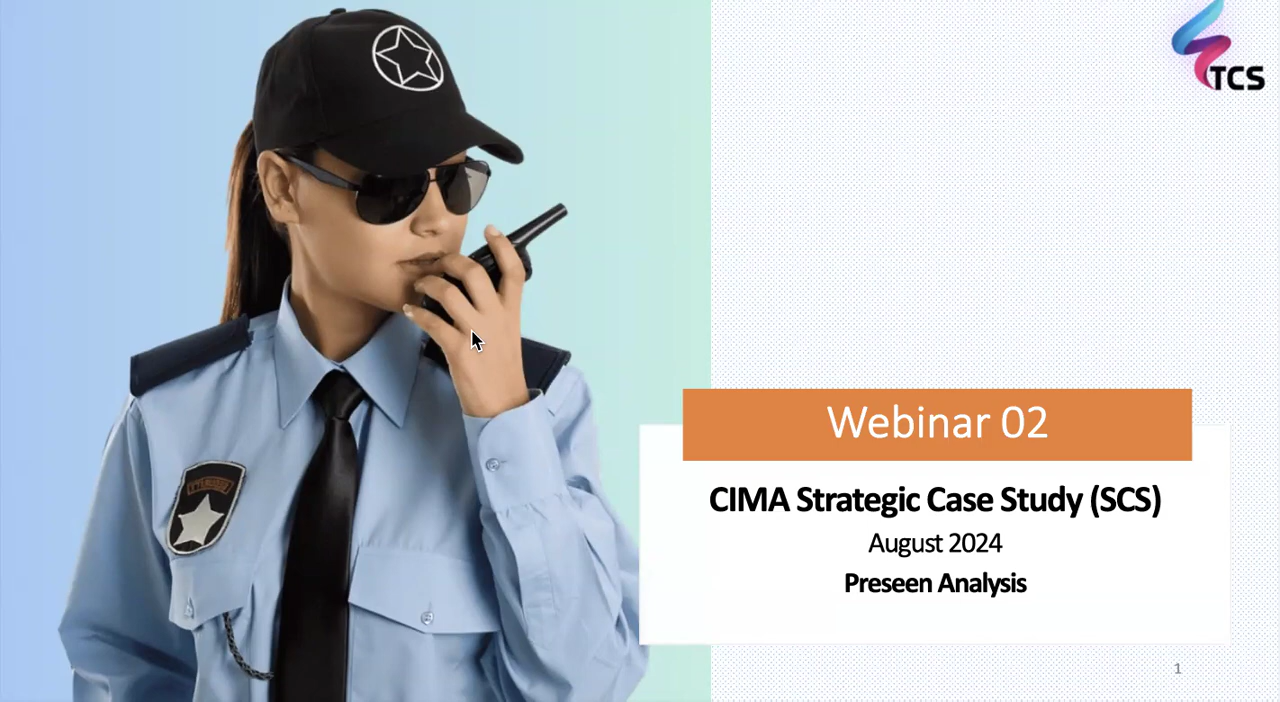 TCS
Webinar 02
CIMA Strategic Case Study (SCS)
August 2024
Preseen Analysis
1